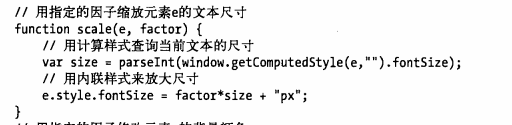 // 用指定的因子缩放元素e的文本尺寸
function scale(e, factor) {
    // 用计算样式查询当前文本的尺寸
    var size = parseInt(window.getComputedStyle(e,"").fontSize);
    // 用内联样式来放大尺寸
    e.style.fontSize = factor*size + "px";
}